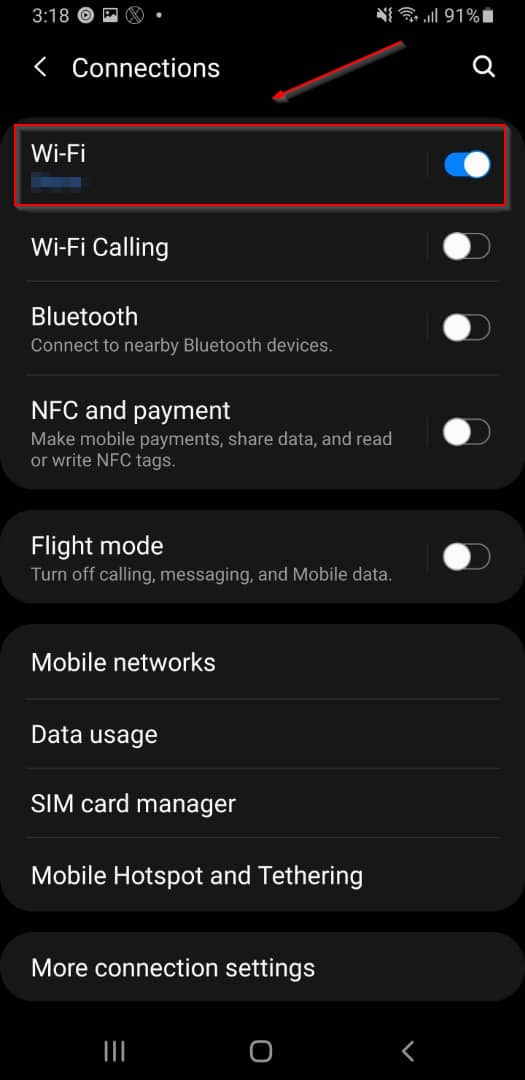 3:18
91%
Connections
Wi-Fi
Wi-Fi Calling
Bluetooth
Connect to nearby Bluetooth devices.
NFC and payment
Make mobile payments, share data, and read
or write NFC tags.
Flight mode
Turn off calling, messaging, and Mobile data.
Mobile networks
Data usage
SIM card manager
Mobile Hotspot and Tethering
More connection settings